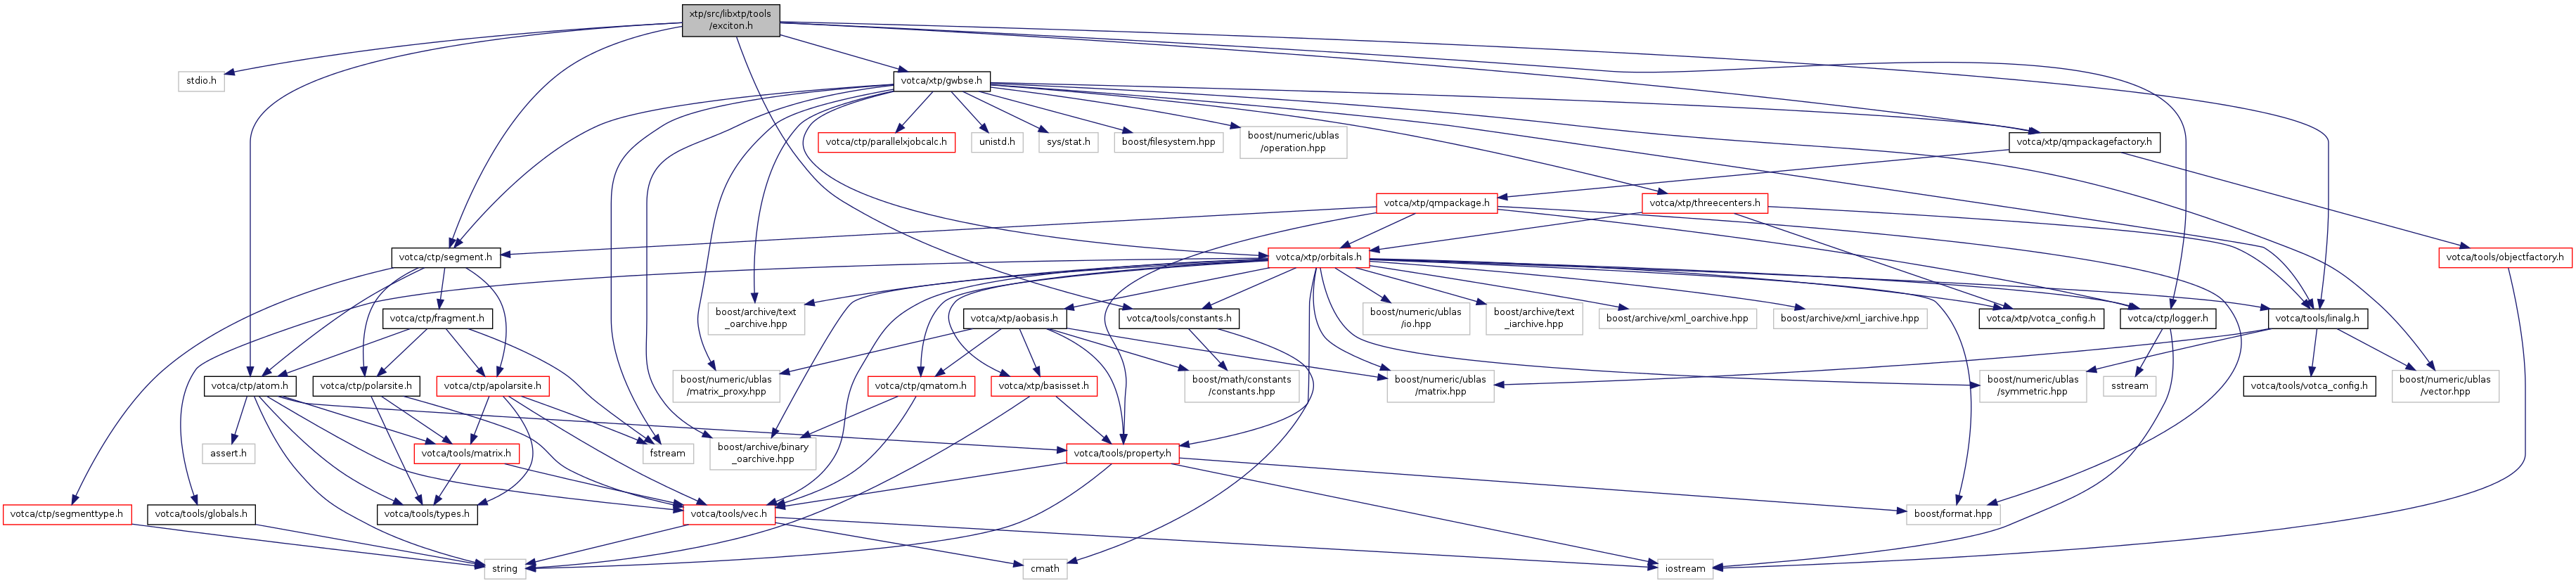 xtp/src/libxtp/tools
/exciton.h
stdio.h
votca/xtp/gwbse.h
votca/ctp/parallelxjobcalc.h
unistd.h
sys/stat.h
boost/filesystem.hpp
boost/numeric/ublas
/operation.hpp
votca/xtp/qmpackagefactory.h
votca/xtp/qmpackage.h
votca/xtp/threecenters.h
votca/ctp/segment.h
votca/xtp/orbitals.h
votca/tools/objectfactory.h
votca/ctp/fragment.h
boost/archive/text
_oarchive.hpp
votca/xtp/aobasis.h
votca/tools/constants.h
boost/numeric/ublas
/io.hpp
boost/archive/text
_iarchive.hpp
boost/archive/xml_oarchive.hpp
boost/archive/xml_iarchive.hpp
votca/xtp/votca_config.h
votca/ctp/logger.h
votca/tools/linalg.h
votca/ctp/atom.h
votca/ctp/polarsite.h
votca/ctp/apolarsite.h
boost/numeric/ublas
/matrix_proxy.hpp
votca/ctp/qmatom.h
votca/xtp/basisset.h
boost/math/constants
/constants.hpp
boost/numeric/ublas
/matrix.hpp
boost/numeric/ublas
/symmetric.hpp
sstream
votca/tools/votca_config.h
boost/numeric/ublas
/vector.hpp
assert.h
votca/tools/matrix.h
fstream
boost/archive/binary
_oarchive.hpp
votca/tools/property.h
votca/ctp/segmenttype.h
votca/tools/globals.h
votca/tools/types.h
votca/tools/vec.h
boost/format.hpp
string
cmath
iostream